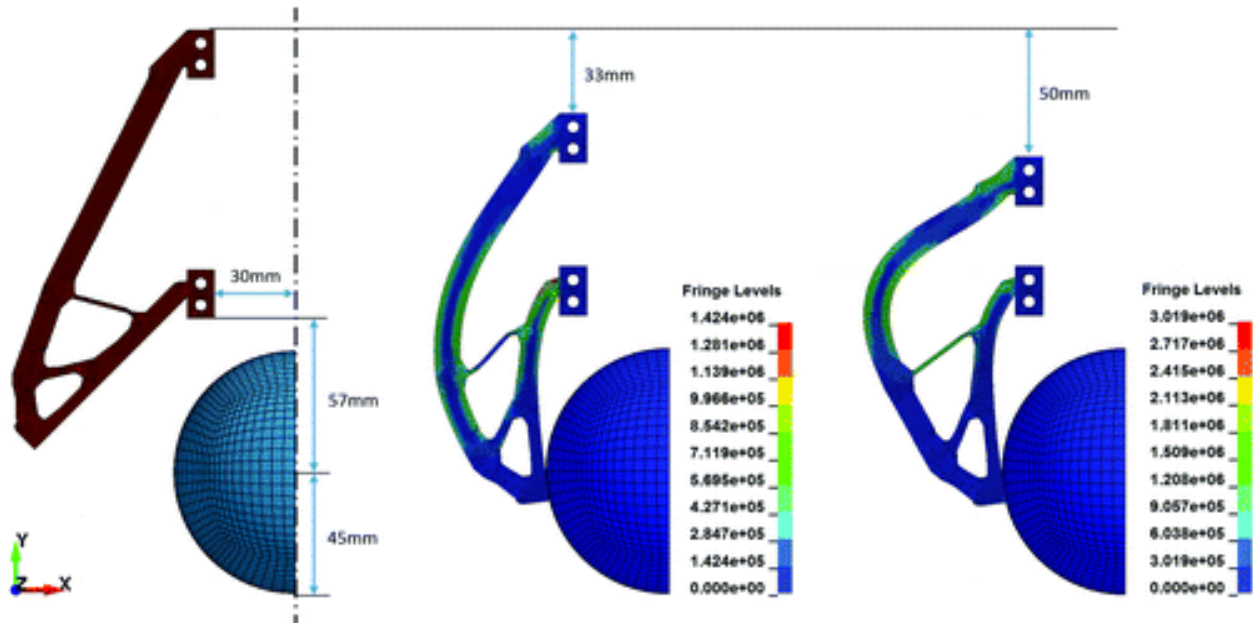 33mm
50mm
30mm
57mm
45mm
Y
Z
X
Fringe Levels
1.424e+06
1.281e+06
1.139e+06
9.966e+05
8.542e+05
7.119e+05
5.695e+05
4.271e+05
2.847e+05
1.424e+05
0.000e+00
Fringe Levels
3.019e+06
2.717e+06
2.415e+06
2.113e+06
1.811e+06
1.509e+06
1.208e+06
9.057e+05
6.038e+05
3.019e+05
0.000e+00